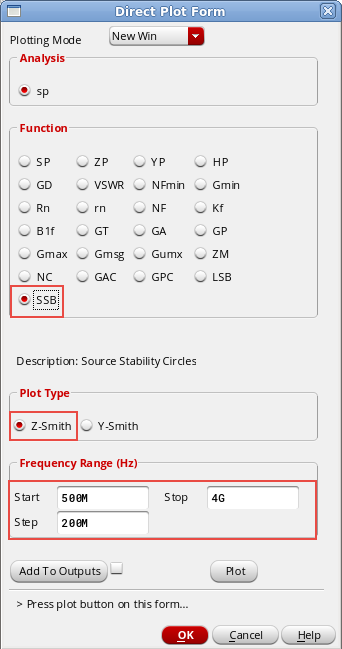 Direct Plot Form
Plotting Mode New Win
Analysis
sp
Function
SP ZP YP HP
GD VSWR NFmin Gmin
Rn rn NF Kf
B1f GT GA GP
Gmax Gmsg Gumx ZM
NC GAC GPC LSB
SSB
Description: Source Stability Circles
Plot Type
Z-Smith Y-Smith
Frequency Range (Hz)
Start 500M Stop 4G
Step 200M
Add To Outputs Plot
> Press plot button on this form...
OK Cancel Help